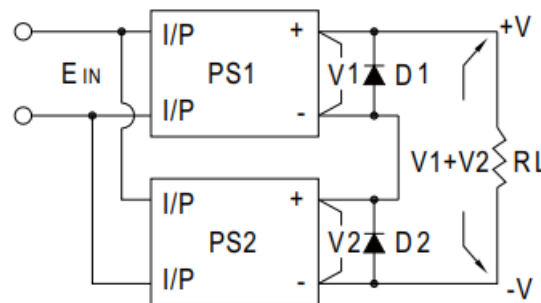 I/P + +V
E IN PS1 V1 D1
I/P -
V1+V2 RL
I/P +
PS2 V2 D2
I/P - -V